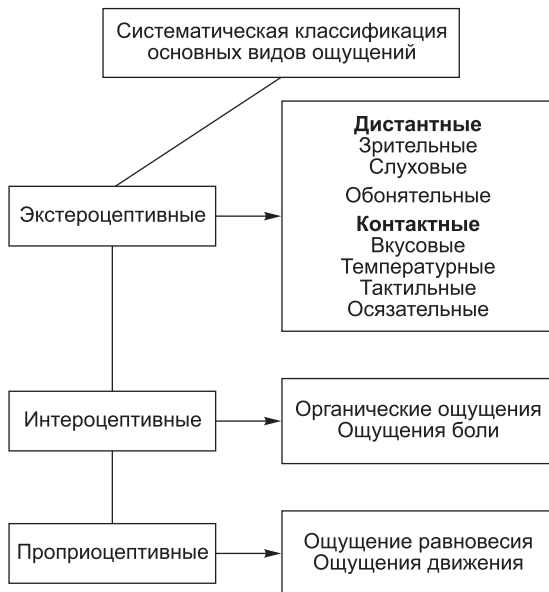 Систематическая классификация
основных видов ощущений
Экстероцептивные
Дистантные
Зрительные
Слуховые
Обонятельные
Контактные
Вкусовые
Температурные
Тактильные
Осязательные
Интероцептивные
Органические ощущения
Ощущения боли
Проприоцептивные
Ощущение равновесия
Ощущения движения